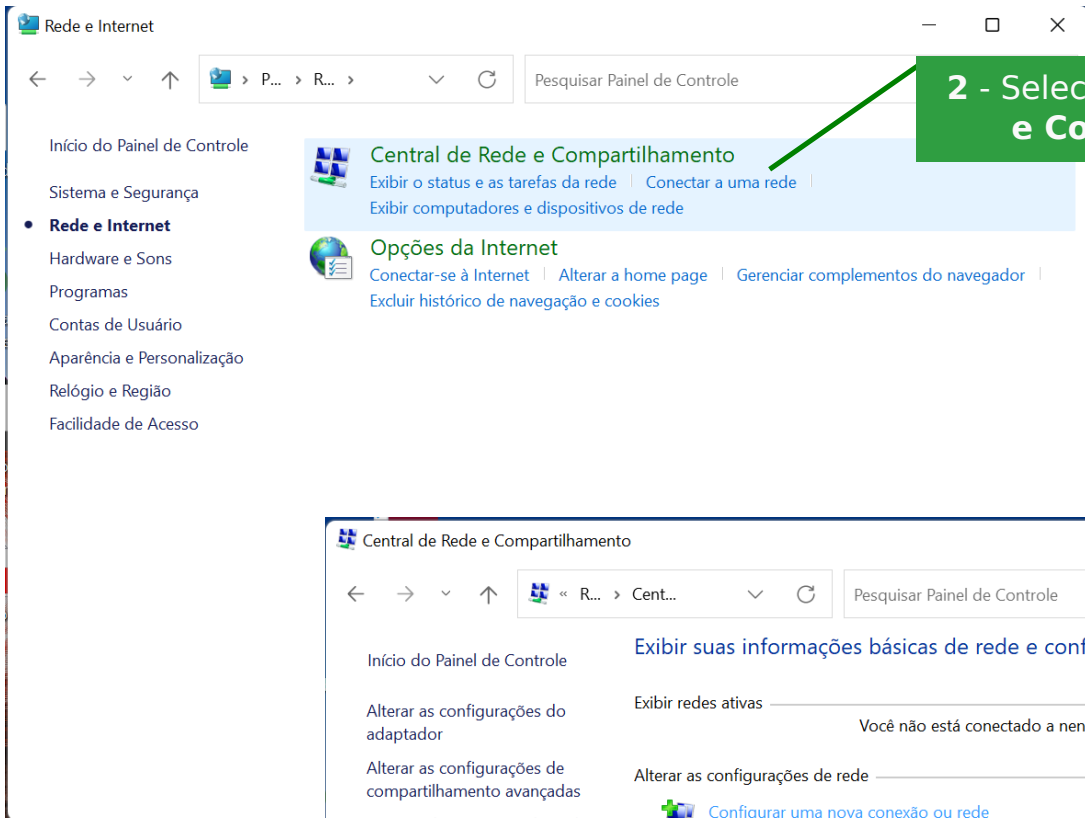 Rede e Internet
P... > R... >
Pesquisar Painel de Controle
2 - Selec
e Co
Início do Painel de Controle
Sistema e Segurança
Rede e Internet
Hardware e Sons
Programas
Contas de Usuário
Aparência e Personalização
Relógio e Região
Facilidade de Acesso
Central de Rede e Compartilhamento
Exibir o status e as tarefas da rede | Conectar a uma rede |
Exibir computadores e dispositivos de rede
Opções da Internet
Conectar-se à Internet | Alterar a home page | Gerenciar complementos do navegador |
Excluir histórico de navegação e cookies
Central de Rede e Compartilhamento
« R... > Cent...
Pesquisar Painel de Controle
Início do Painel de Controle
Alterar as configurações do
adaptador
Alterar as configurações de
compartilhamento avançadas
Exibir suas informações básicas de rede e conf
Exibir redes ativas
Você não está conectado a nen
Alterar as configurações de rede
Configurar uma nova conexão ou rede